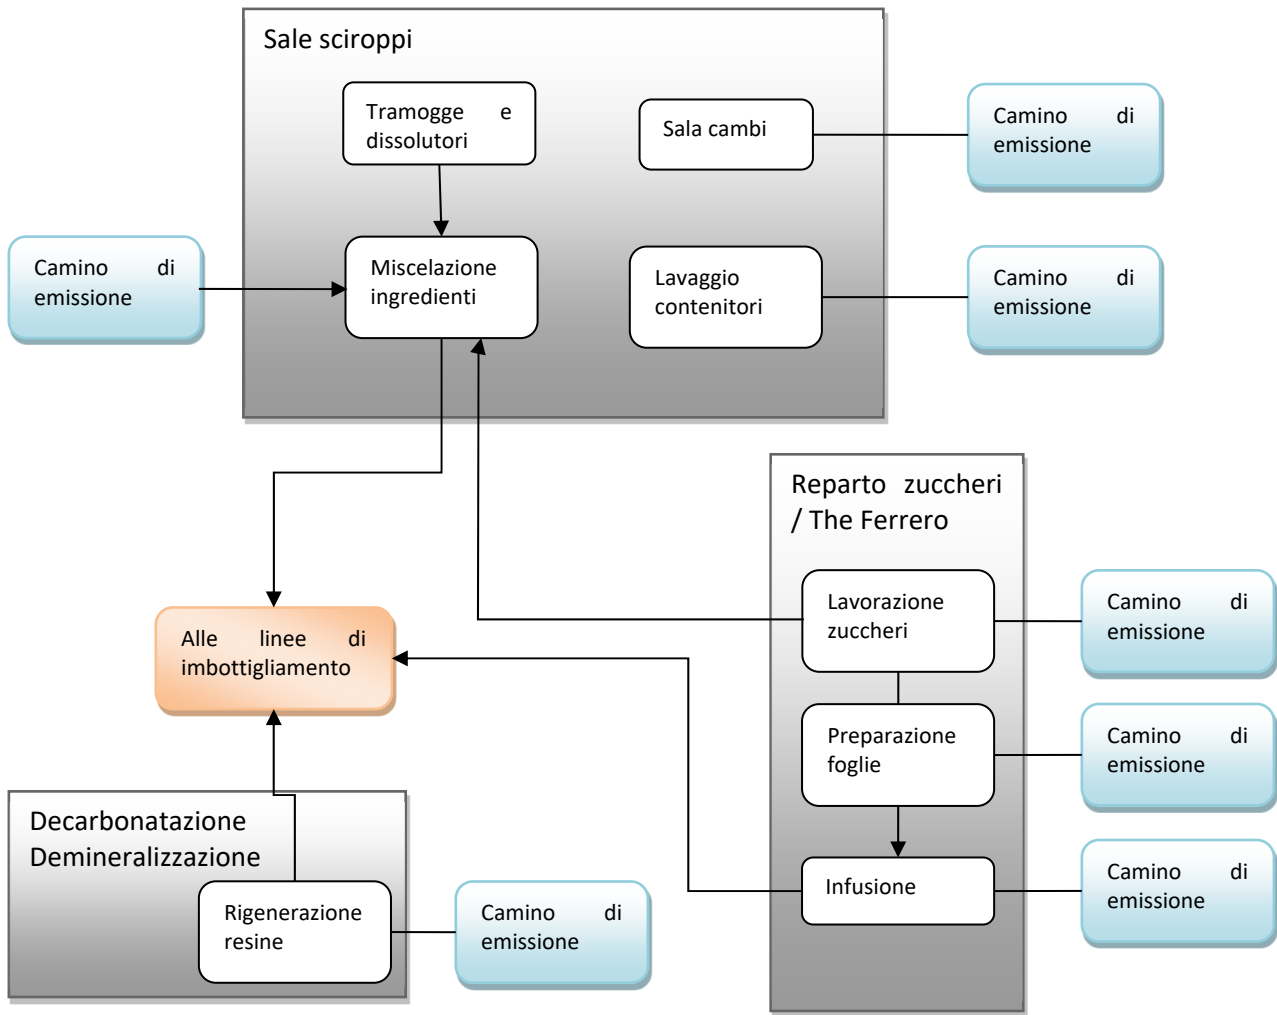 Sale sciroppi
Tramogge e
dissolutori
Sala cambi
Camino di
emissione
Camino di
emissione
Miscelazione
ingredienti
Lavaggio
contenitori
Camino di
emissione
Reparto zuccheri
/ The Ferrero
Lavorazione
zuccheri
Camino di
emissione
Alle linee di
imbottigliamento
Preparazione
foglie
Camino di
emissione
Decarbonatazione
Demineralizzazione
Rigenerazione
resine
Camino di
emissione
Infusione
Camino di
emissione